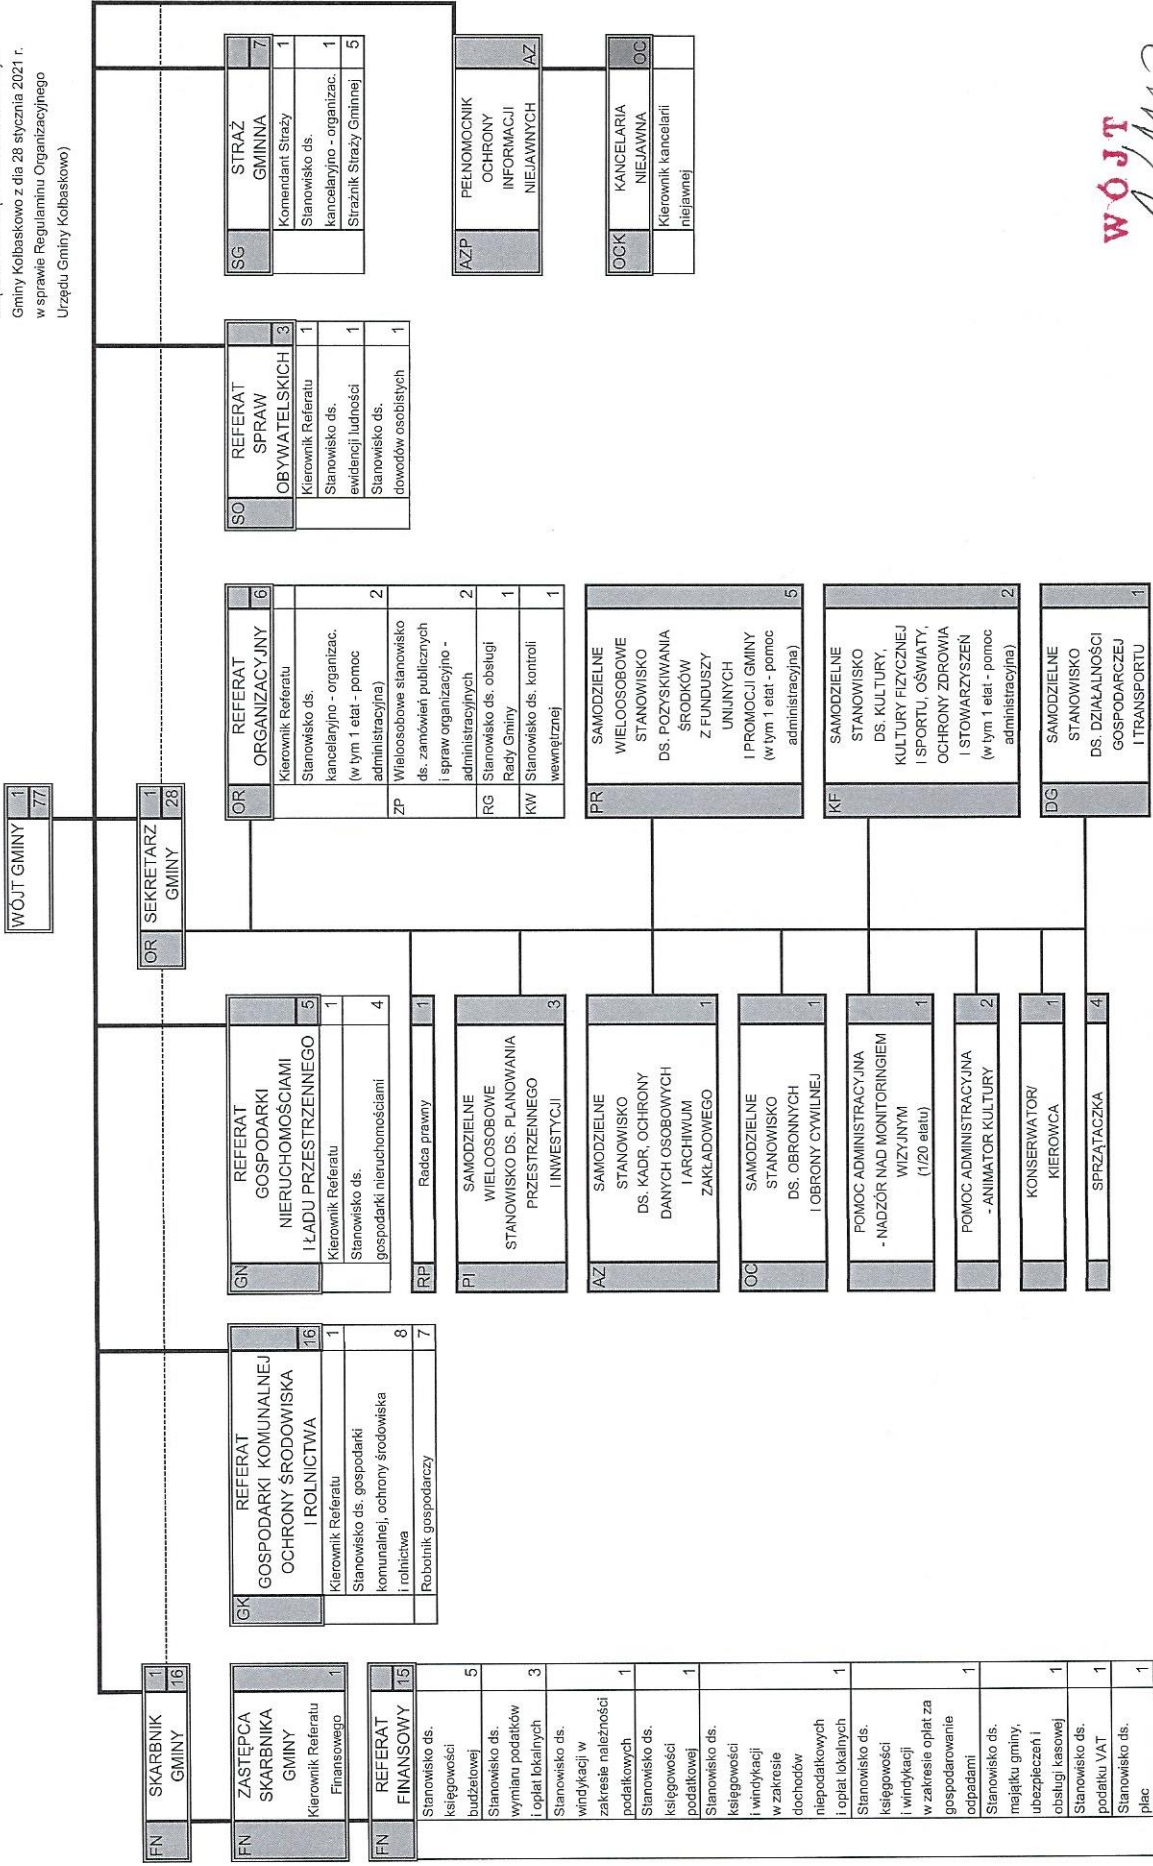 Gminy Kołbaskowo z dia 28 stycznia 2021 r.
w sprawie Regulaminu Organizacyjnego
Urzędu Gminy Kołbaskowo)
WÓJT GMINY 1
77
OR SEKRETARZ 1
GMINY 28
FN SKARBNIK 1
GMINY 16
FN ZASTĘPCA
SKARBNIKA
GMINY
Kierownik Referatu
Finansowego 1
FN REFERAT
FINANSOWY 15
Stanowisko ds.
księgowości
budżetowej 5
Stanowisko ds.
wymiaru podatków
i opłat lokalnych 3
Stanowisko ds.
windykacji w
zakresie należności
podatkowych 1
Stanowisko ds.
księgowości
podatkowej 1
Stanowisko ds.
księgowości
i windykacji
w zakresie
dochodów
niepodatkowych
i opłat lokalnych 1
Stanowisko ds.
księgowości
i windykacji
w zakresie opłat za
gospodarowanie
odpadami 1
Stanowisko ds.
majątku gminy,
ubezpieczeń i
obsługi kasowej 1
Stanowisko ds.
podatku VAT 1
Stanowisko ds.
płac 1
GK REFERAT
GOSPODARKI KOMUNALNEJ
OCHRONY ŚRODOWISKA
I ROLNICTWA 16
Kierownik Referatu 1
Stanowisko ds. gospodarki
komunalnej, ochrony środowiska
i rolnictwa 8
Robotnik gospodarczy 7
GN REFERAT
GOSPODARKI
NIERUCHOMOŚCIAMI
I ŁADU PRZESTRZENNEGO 5
Kierownik Referatu 1
Stanowisko ds.
gospodarki nieruchomościami 4
RP Radca prawny 1
PI SAMODZIELNE
WIELOOSOBOWE
STANOWISKO DS. PLANOWANIA
PRZESTRZENNEGO
I INWESTYCJI 3
AZ SAMODZIELNE
STANOWISKO
DS. KADR, OCHRONY
DANYCH OSOBOWYCH
I ARCHIWUM
ZAKŁADOWEGO 1
OC SAMODZIELNE
STANOWISKO
DS. OBRONNYCH
I OBRONY CYWILNEJ 1
POMOC ADMINISTRACYJNA
- NADZÓR NAD MONITORINGIEM
WIZYJNYM
(1/20 etatu) 1
POMOC ADMINISTRACYJNA
- ANIMATOR KULTURY 2
KONSERWATOR/
KIEROWCA 1
SPRZĄTACZKA 4
OR REFERAT
ORGANIZACYJNY 6
Kierownik Referatu
Stanowisko ds.
kancelaryjno - organizac.
(w tym 1 etat - pomoc
administracyjna) 2
ZP Wieloosobowe stanowisko
ds. zamówień publicznych
i spraw organizacyjno -
administracyjnych 2
RG Stanowisko ds. obsługi
Rady Gminy 1
KW Stanowisko ds. kontroli
wewnętrznej 1
PR SAMODZIELNE
WIELOOSOBOWE
STANOWISKO
DS. POZYSKIWANIA
ŚRODKÓW
Z FUNDUSZY
UNIJNYCH
I PROMOCJI GMINY
(w tym 1 etat - pomoc
administracyjna) 5
KF SAMODZIELNE
STANOWISKO
DS. KULTURY,
KULTURY FIZYCZNEJ
I SPORTU, OŚWIATY,
OCHRONY ZDROWIA
I STOWARZYSZEŃ
(w tym 1 etat - pomoc
administracyjna) 2
DG SAMODZIELNE
STANOWISKO
DS. DZIAŁALNOŚCI
GOSPODARCZEJ
I TRANSPORTU 1
SO REFERAT
SPRAW
OBYWATELSKICH 3
Kierownik Referatu 1
Stanowisko ds.
ewidencji ludności 1
Stanowisko ds.
dowodów osobistych 1
SG STRAŻ
GMINNA 7
Komendant Straży 1
Stanowisko ds.
kancelaryjno - organizac. 1
Strażnik Straży Gminnej 5
AZP PEŁNOMOCNIK
OCHRONY
INFORMACJI
NIEJAWNYCH AZ
OCK KANCELARIA
NIEJAWNA OC
Kierownik kancelarii
niejawnej
WÓJT